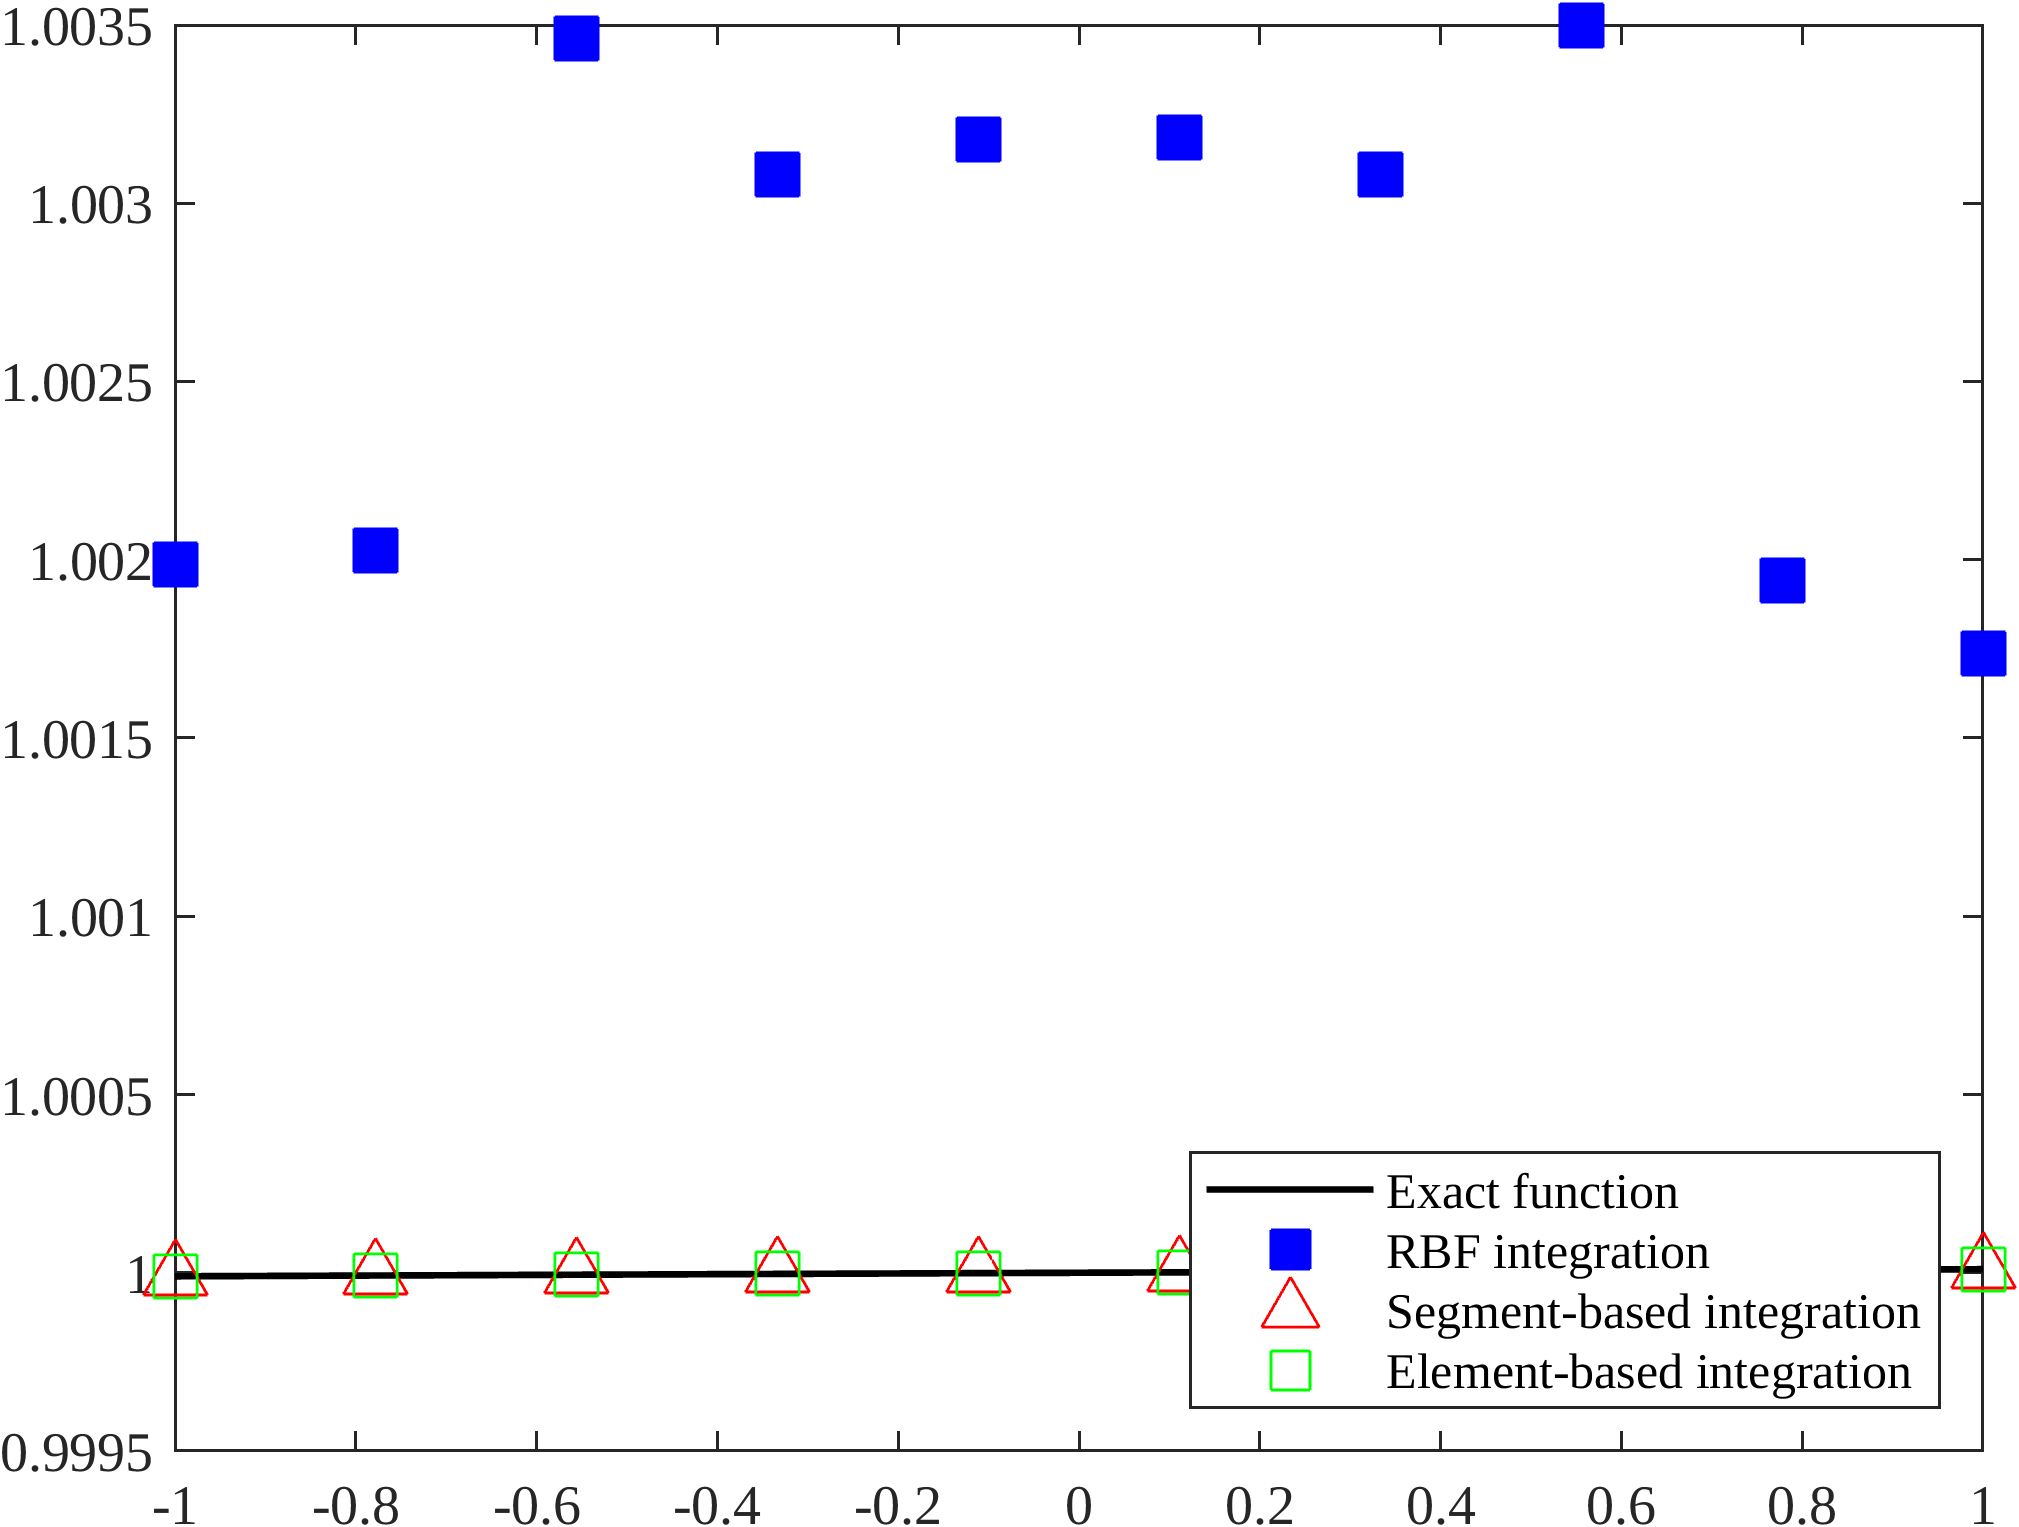 1.0035
1.003
1.0025
1.002
1.0015
1.001
1.0005
1
0.9995
-1 -0.8 -0.6 -0.4 -0.2 0 0.2 0.4 0.6 0.8 1
Exact function
RBF integration
Segment-based integration
Element-based integration